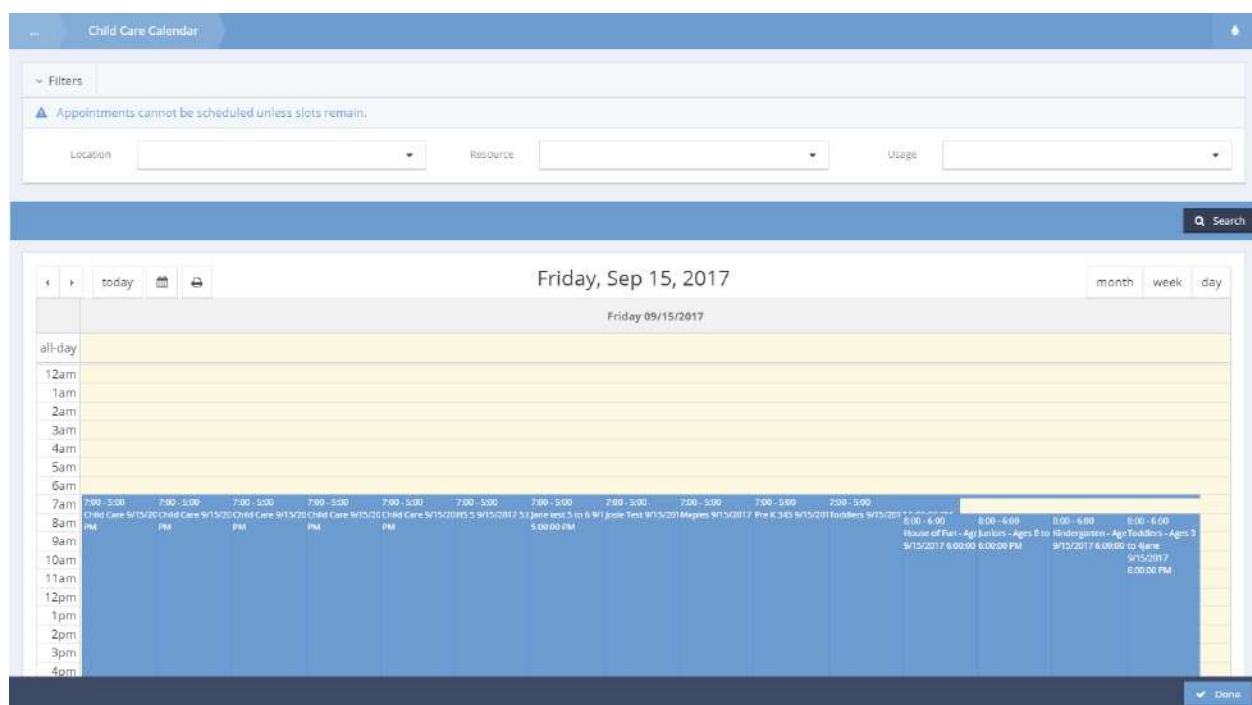 ... Child Care Calendar
Filters
Appointments cannot be scheduled unless slots remain.
Location Resource Usage
Search
today Friday, Sep 15, 2017 month week day
Friday 09/15/2017
all-day
12am
1am
2am
3am
4am
5am
6am
7am 7:00 - 5:00 7:00 - 5:00 7:00 - 5:00 7:00 - 5:00 7:00 - 5:00 7:00 - 5:00 7:00 - 5:00 7:00 - 5:00 7:00 - 5:00 7:00 - 5:00 7:00 - 5:00
Child Care 9/15/20 Child Care 9/15/20 Child Care 9/15/20 Child Care 9/15/20 Child Care 9/15/20 9/15/2017 Jane test 5 to 6 9/1 Josie Test 9/15/201 Mapres 9/15/2017 Pre K 345 9/15/201 Toddlers 9/15/201
8am PM PM PM PM PM 5:00:00 PM 8:00 - 6:00 8:00 - 6:00 8:00 - 6:00 8:00 - 6:00
House of Fun - Age Juniors - Ages 8 to Kindergarten - Age Toddlers - Ages 3
9am 9/15/2017 6:00:00 6:00:00 PM 9/15/2017 6:00:00 to 4Jane
10am 9/15/2017
11am 6:00:00 PM
12pm
1pm
2pm
3pm
4pm
Done